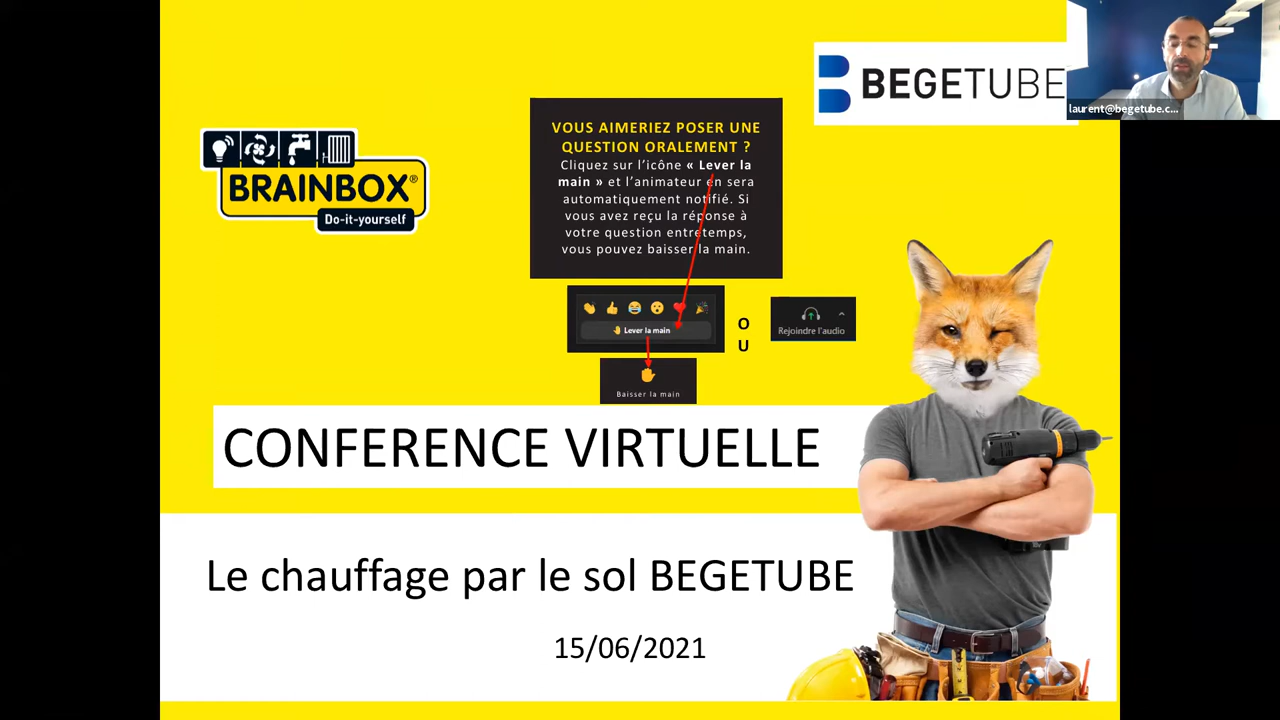 BEGETUBE
laurent@begetube.c...
BRAINBOX®
Do-it-yourself
VOUS AIMERIEZ POSER UNE
QUESTION ORALEMENT ?
Cliquez sur l'icône « Lever la
main » et l'animateur en sera
automatiquement notifié. Si
vous avez reçu la réponse à
votre question entretemps,
vous pouvez baisser la main.
Lever la main
O
U
Rejoindre l'audio
Baisser la main
CONFERENCE VIRTUELLE
Le chauffage par le sol BEGETUBE
15/06/2021